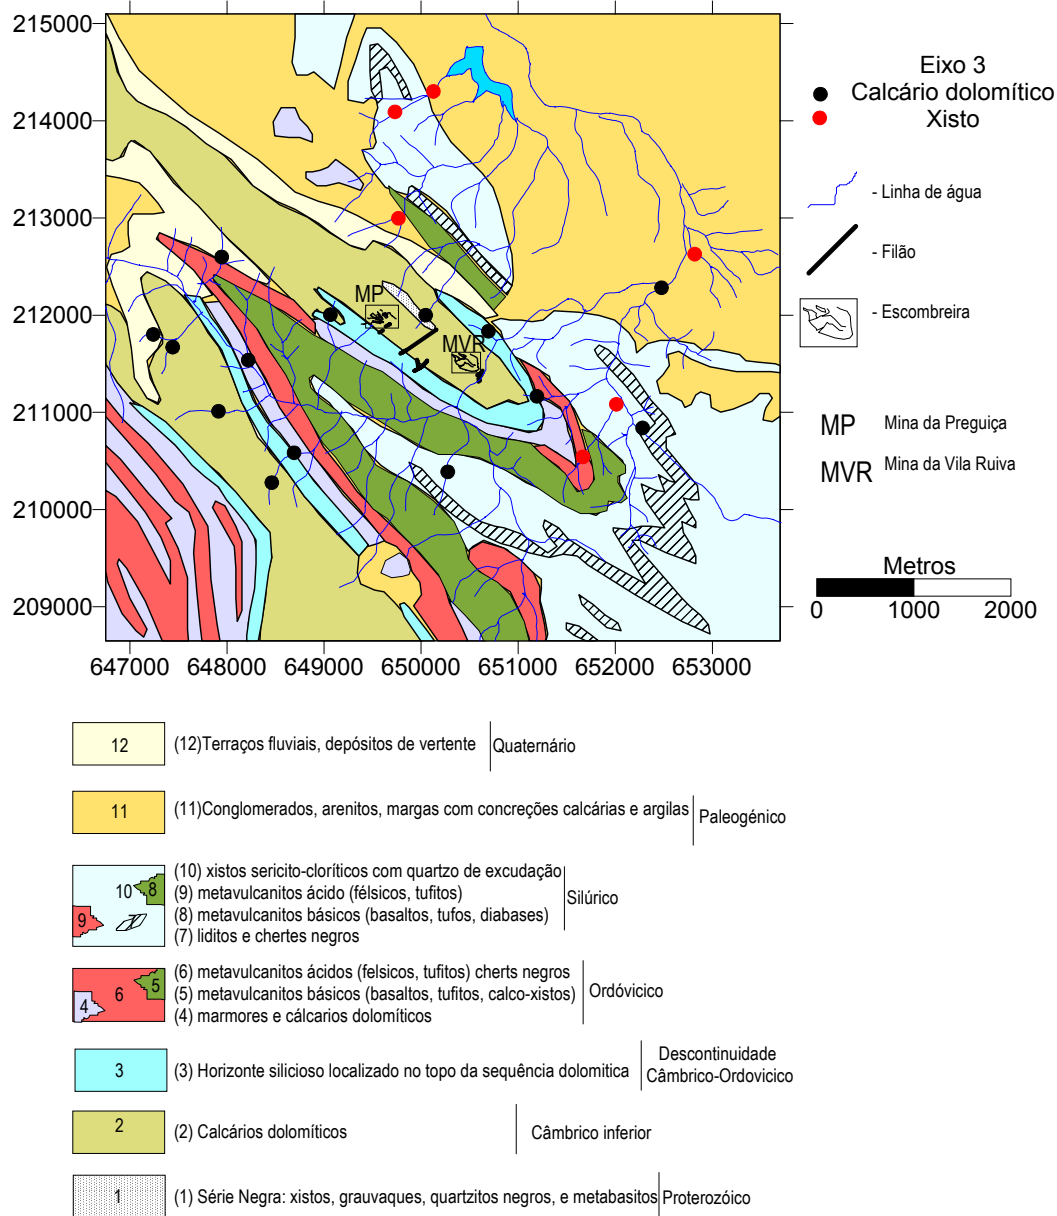 215000
214000
213000
212000
211000
210000
209000
647000 648000 649000 650000 651000 652000 653000
MP
MVR
Eixo 3
Calcário dolomítico
Xisto
- Linha de água
- Filão
- Escombreira
MP Mina da Preguiça
MVR Mina da Vila Ruiva
Metros
0 1000 2000
12 (12)Terraços fluviais, depósitos de vertente Quaternário
11 (11)Conglomerados, arenitos, margas com concreções calcárias e argilas Paleogénico
10 8 9
(10) xistos sericito-cloríticos com quartzo de excudação
(9) metavulcanitos ácido (félsicos, tufitos)
(8) metavulcanitos básicos (basaltos, tufos, diabases)
(7) liditos e chertes negros
Silúrico
6 5 4
(6) metavulcanitos ácidos (felsicos, tufitos) cherts negros
(5) metavulcanitos básicos (basaltos, tufitos, calco-xistos)
(4) marmores e cálcarios dolomíticos
Ordóvicico
3 (3) Horizonte silicioso localizado no topo da sequência dolomitica
Descontinuidade
Câmbrico-Ordovicico
2 (2) Calcários dolomíticos Câmbrico inferior
1 (1) Série Negra: xistos, grauvaques, quartzitos negros, e metabasitos Proterozóico